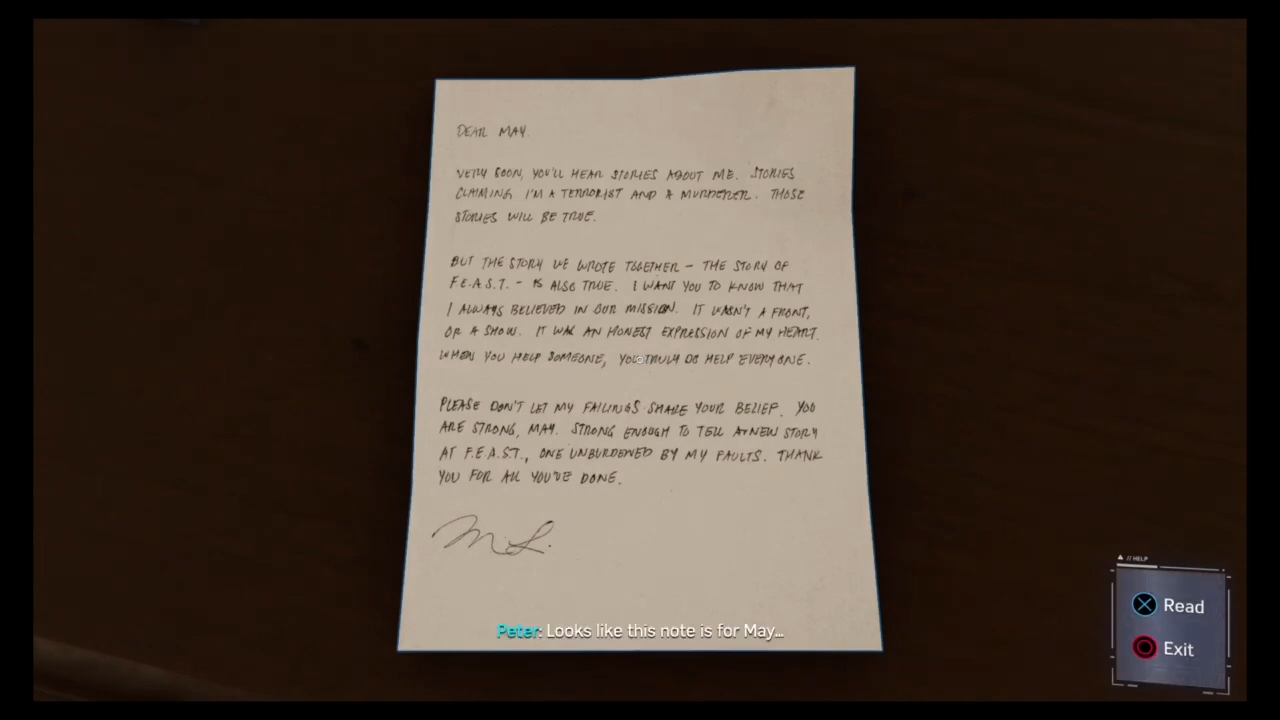 DEAR MAY.
VERY SOON, YOU'LL HEAR STORIES ABOUT ME. STORIES
CLAIMING I'M A TERRORIST AND A MURDERER. THOSE
STORIES WILL BE TRUE.
BUT THE STORY WE WROTE TOGETHER – THE STORY OF
F.E.A.S.T. – IS ALSO TRUE. I WANT YOU TO KNOW THAT
I ALWAYS BELIEVED IN OUR MISSION. IT WASN'T A FRONT,
OR A SHOW. IT WAS AN HONEST EXPRESSION OF MY HEART.
WHEN YOU HELP SOMEONE, YOU TRULY DO HELP EVERYONE.
PLEASE DON'T LET MY FAILINGS SHAKE YOUR BELIEF. YOU
ARE STRONG, MAY. STRONG ENOUGH TO TELL A NEW STORY
AT F.E.A.S.T., ONE UNBURDENED BY MY FAULTS. THANK
YOU FOR ALL YOU'VE DONE.
M.L.
Peter: Looks like this note is for May...
// HELP
Read
Exit